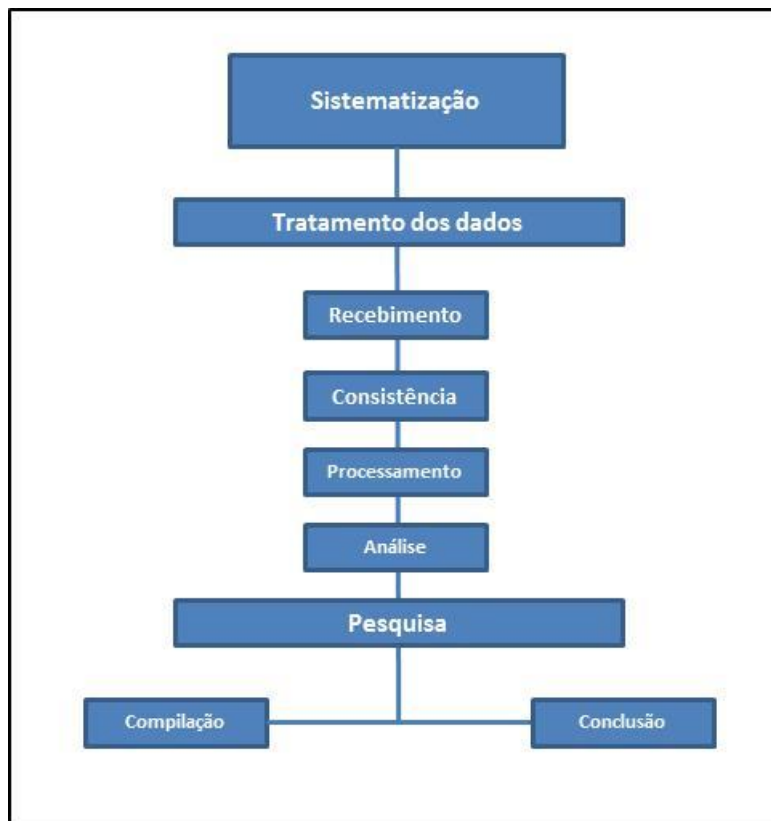 Sistematização
Tratamento dos dados
Recebimento
Consistência
Processamento
Análise
Pesquisa
Compilação
Conclusão